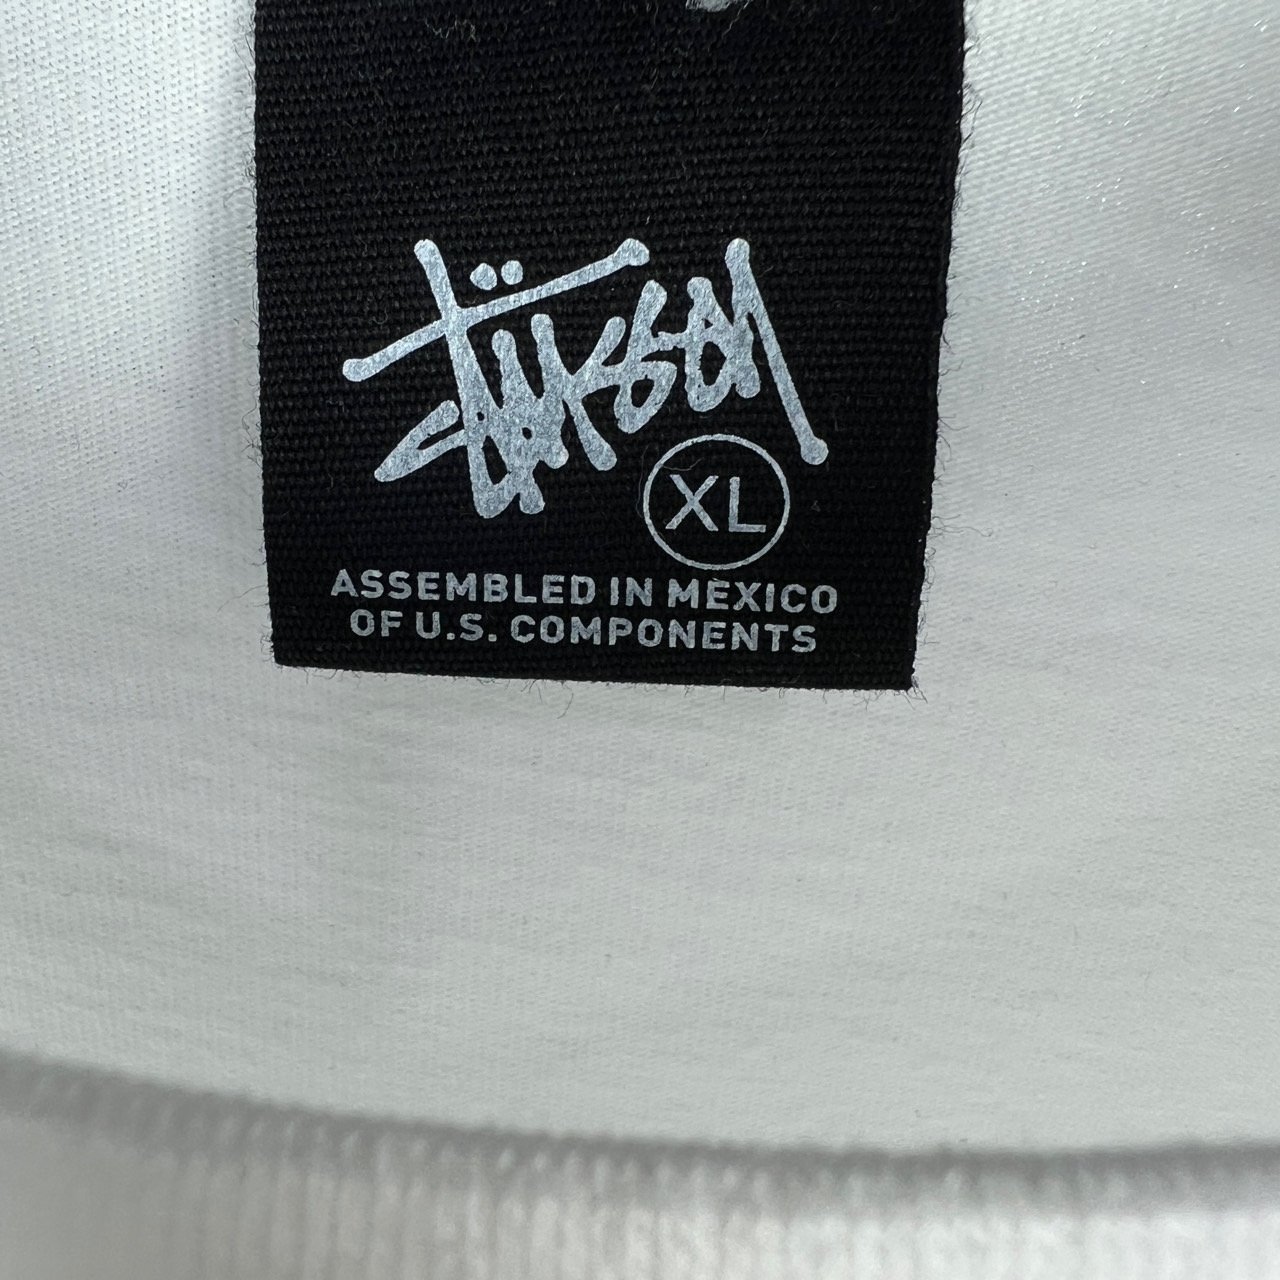 Stüssy
XL
ASSEMBLED IN MEXICO
OF U.S. COMPONENTS